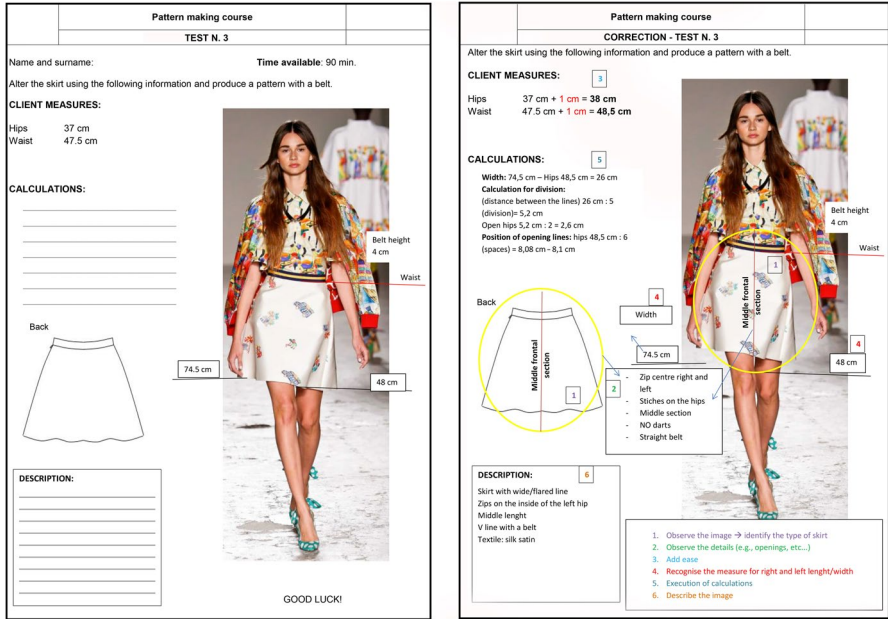 Pattern making course
TEST N. 3
Name and surname:
Time available: 90 min.
Alter the skirt using the following information and produce a pattern with a belt.
CLIENT MEASURES:
Hips 37 cm
Waist 47.5 cm
CALCULATIONS:
Belt height
4 cm
Waist
Back
74.5 cm
48 cm
DESCRIPTION:
GOOD LUCK!
Pattern making course
CORRECTION - TEST N. 3
Alter the skirt using the following information and produce a pattern with a belt.
CLIENT MEASURES:
3
Hips 37 cm + 1 cm = 38 cm
Waist 47.5 cm + 1 cm = 48,5 cm
CALCULATIONS:
5
Width: 74,5 cm – Hips 48,5 cm = 26 cm
Calculation for division:
(distance between the lines) 26 cm : 5
(division)= 5,2 cm
Open hips 5,2 cm : 2 = 2,6 cm
Position of opening lines: hips 48,5 cm : 6
(spaces) = 8,08 cm - 8,1 cm
Belt height
4 cm
Waist
1
Middle frontal
section
Back
4
Width
74.5 cm
4
48 cm
Middle frontal
section
1
2
- Zip centre right and
left
- Stiches on the hips
- Middle section
- NO darts
- Straight belt
DESCRIPTION:
6
Skirt with wide/flared line
Zips on the inside of the left hip
Middle lenght
V line with a belt
Textile: silk satin
1. Observe the image → identify the type of skirt
2. Observe the details (e.g., openings, etc...)
3. Add ease
4. Recognise the measure for right and left lenght/width
5. Execution of calculations
6. Describe the image